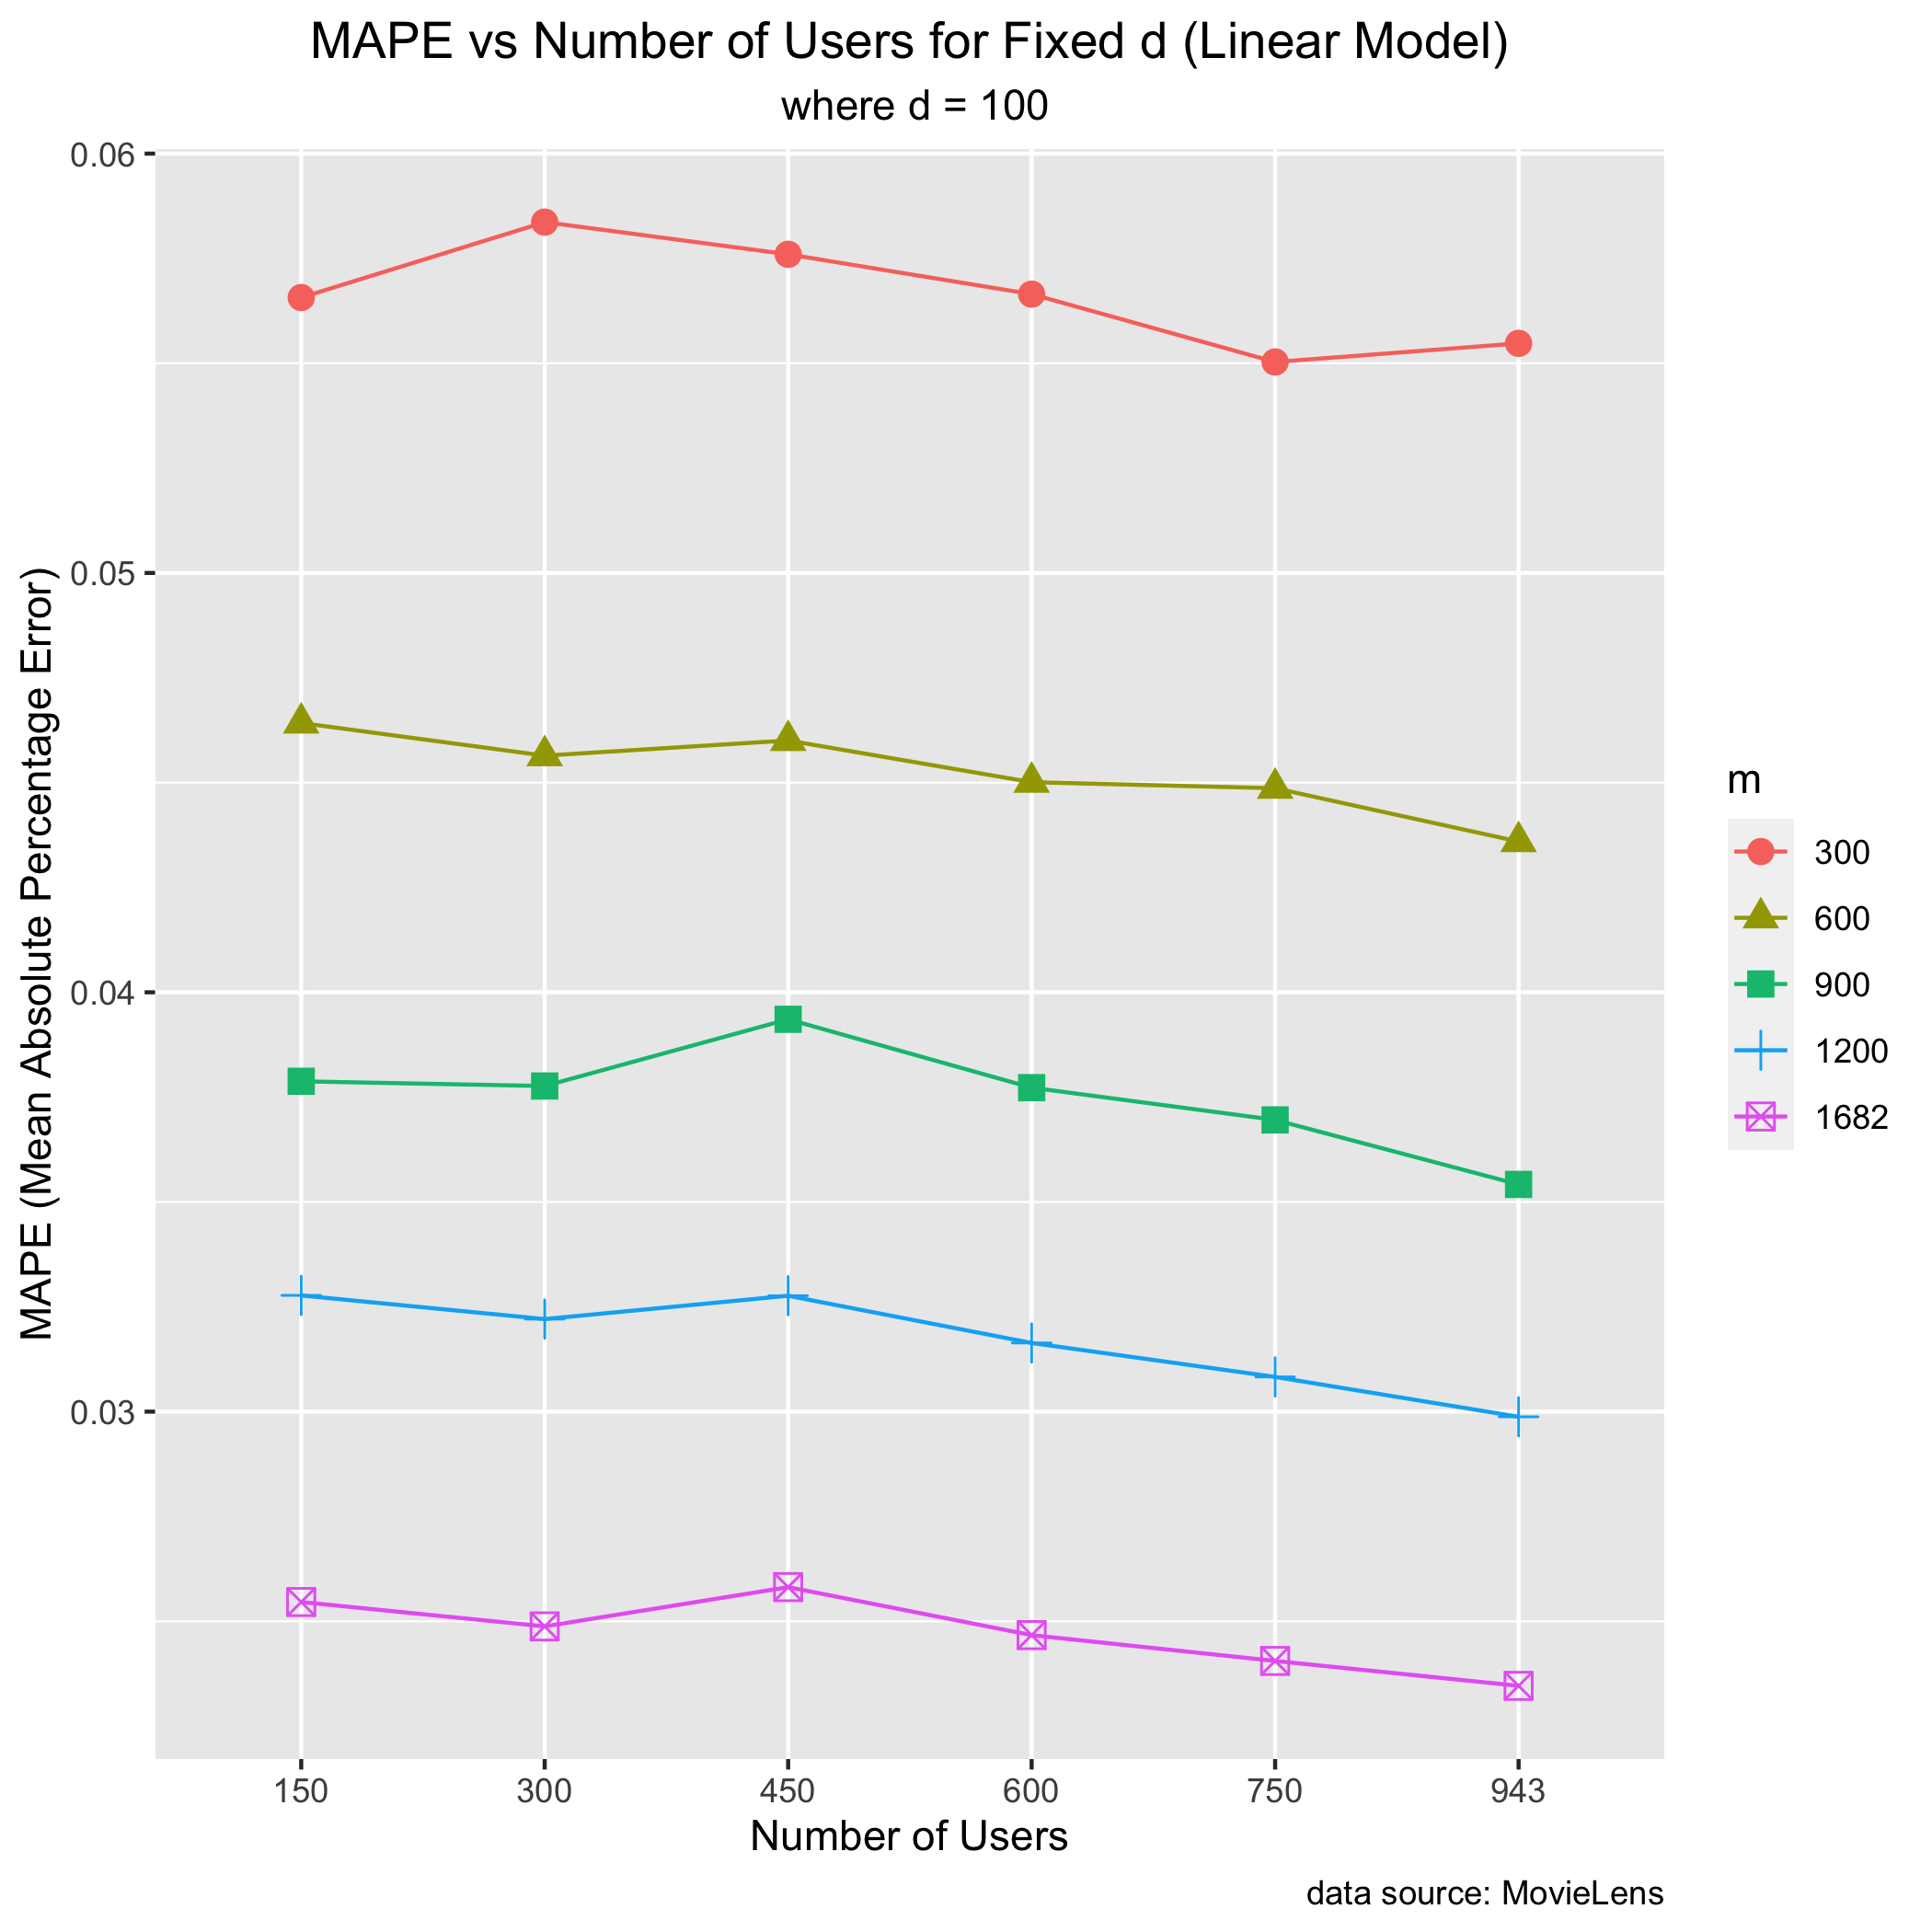 MAPE vs Number of Users for Fixed d (Linear Model)
where d = 100
MAPE (Mean Absolute Percentage Error)
0.06
0.05
0.04
0.03
150 300 450 600 750 943
Number of Users
m
300
600
900
1200
1682
data source: MovieLens